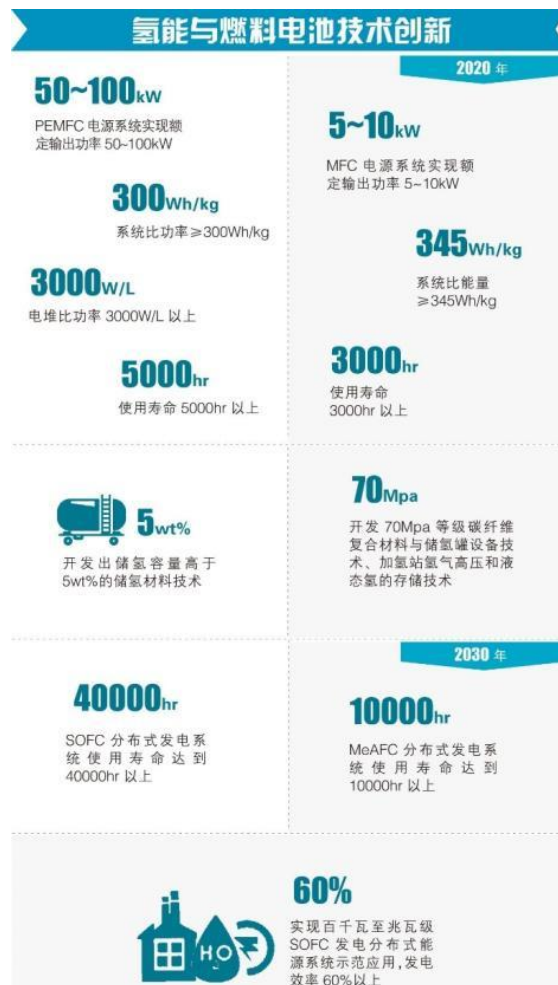 氢能与燃料电池技术创新
2020 年
50~100kW
PEMFC 电源系统实现额
定输出功率 50~100kW
5~10kW
MFC 电源系统实现额
定输出功率 5~10kW
300Wh/kg
系统比功率≥300Wh/kg
345Wh/kg
系统比能量
≥345Wh/kg
3000W/L
电堆比功率 3000W/L 以上
5000hr
使用寿命 5000hr 以上
3000hr
使用寿命
3000hr 以上
5wt%
开发出储氢容量高于
5wt%的储氢材料技术
70Mpa
开发 70Mpa 等级碳纤维
复合材料与储氢罐设备技
术、加氢站氢气高压和液
态氢的存储技术
2030 年
40000hr
SOFC 分布式发电系
统使用寿命达到
40000hr 以上
10000hr
MeAFC 分布式发电系
统使用寿命达到
10000hr 以上
60%
实现百千瓦至兆瓦级
SOFC 发电分布式能
源系统示范应用,发电
效率 60%以上
H2O